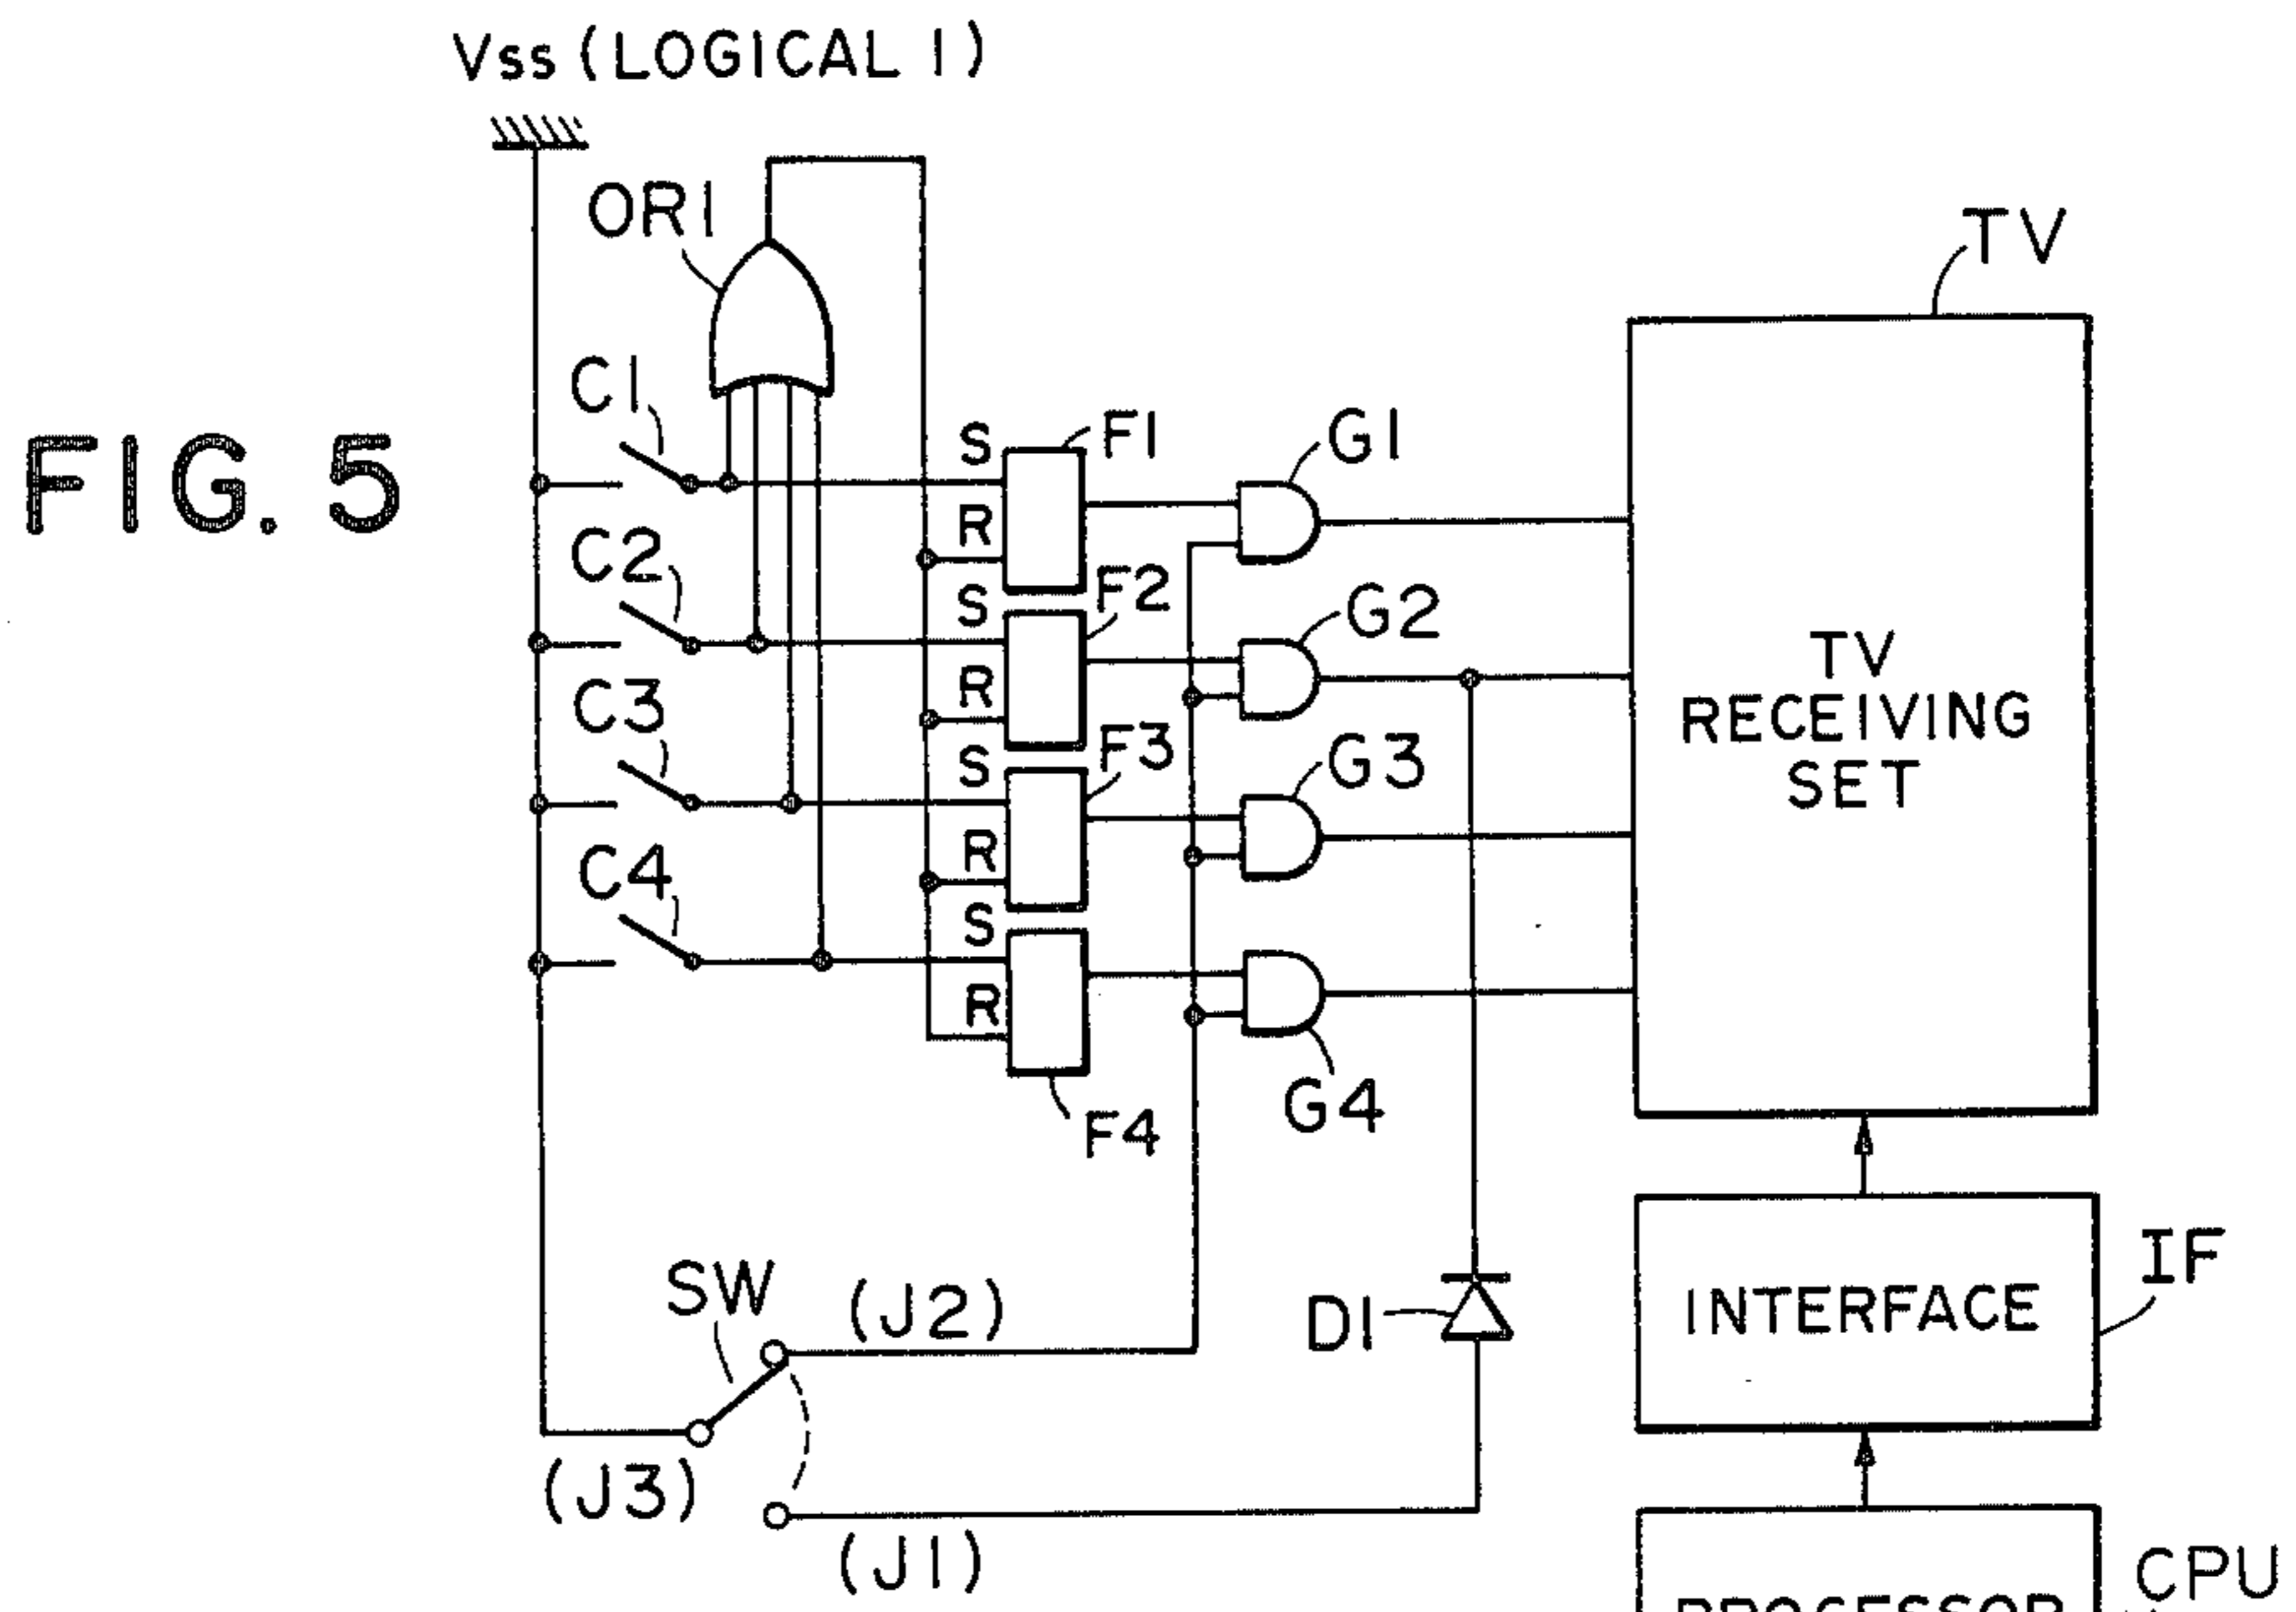 Vss (LOGICAL 1)
OR1
TV
C1
FIG. 5
S
F1
G1
R
C2
F2
S
G2
TV
RECEIVING
SET
C3
R
F3
S
G3
C4
R
S
R
G4
F4
SW
(J2)
D1
INTERFACE
IF
(J3)
(J1)
CPU
PROCESSOR